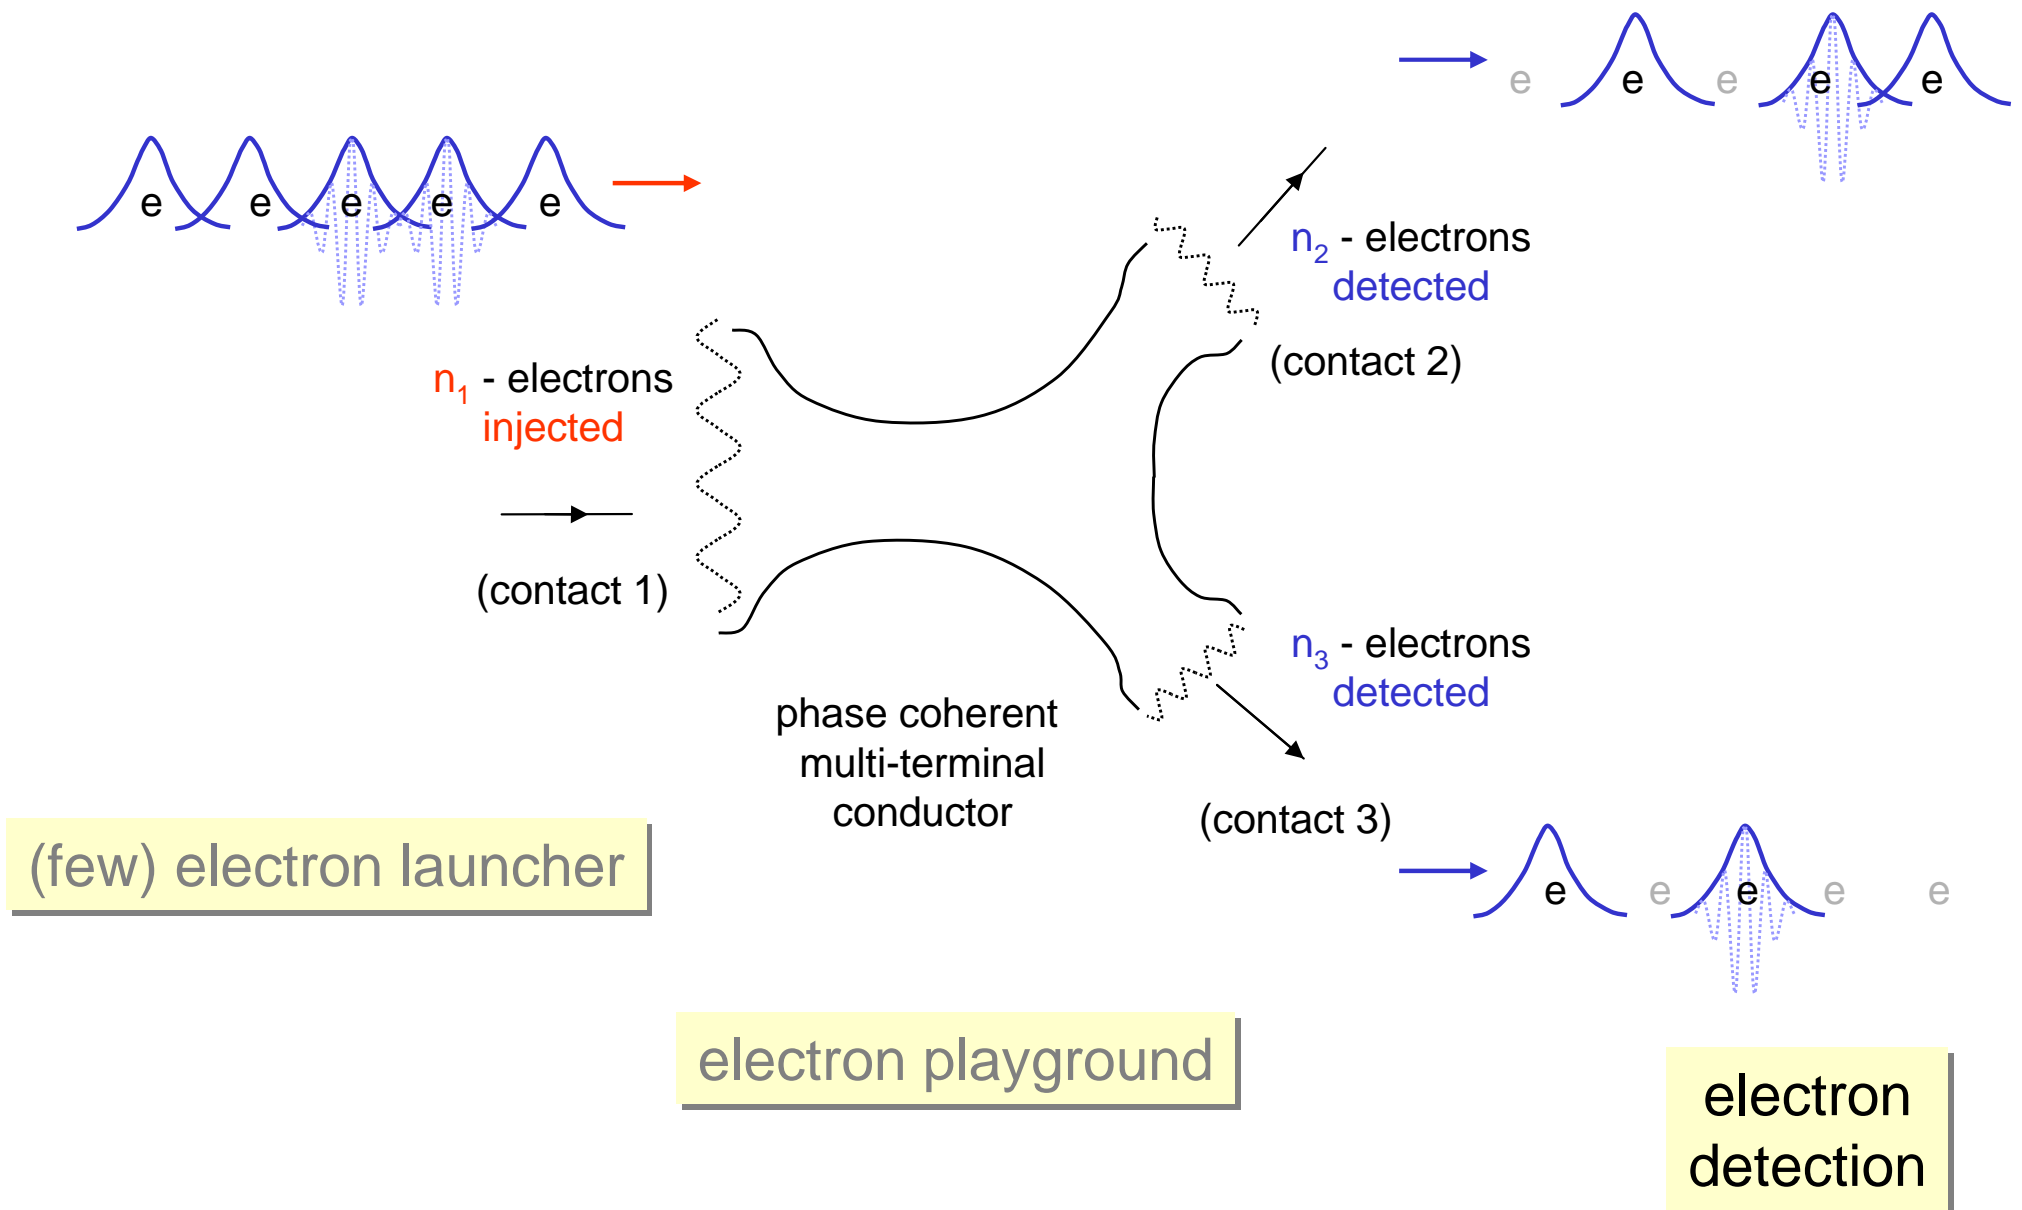 e e e e e
e e e e e
n₂ - electrons
detected
(contact 2)
n₁ - electrons
injected
(contact 1)
n₃ - electrons
detected
(contact 3)
phase coherent
multi-terminal
conductor
e e e e e
(few) electron launcher
electron playground
electron
detection